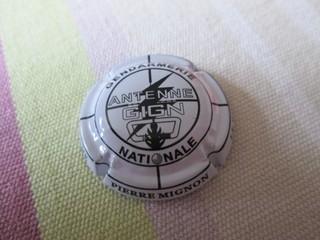 GENDARMERIE
ANTENNE
GIGN
NATIONALE
PIERRE MIGNON